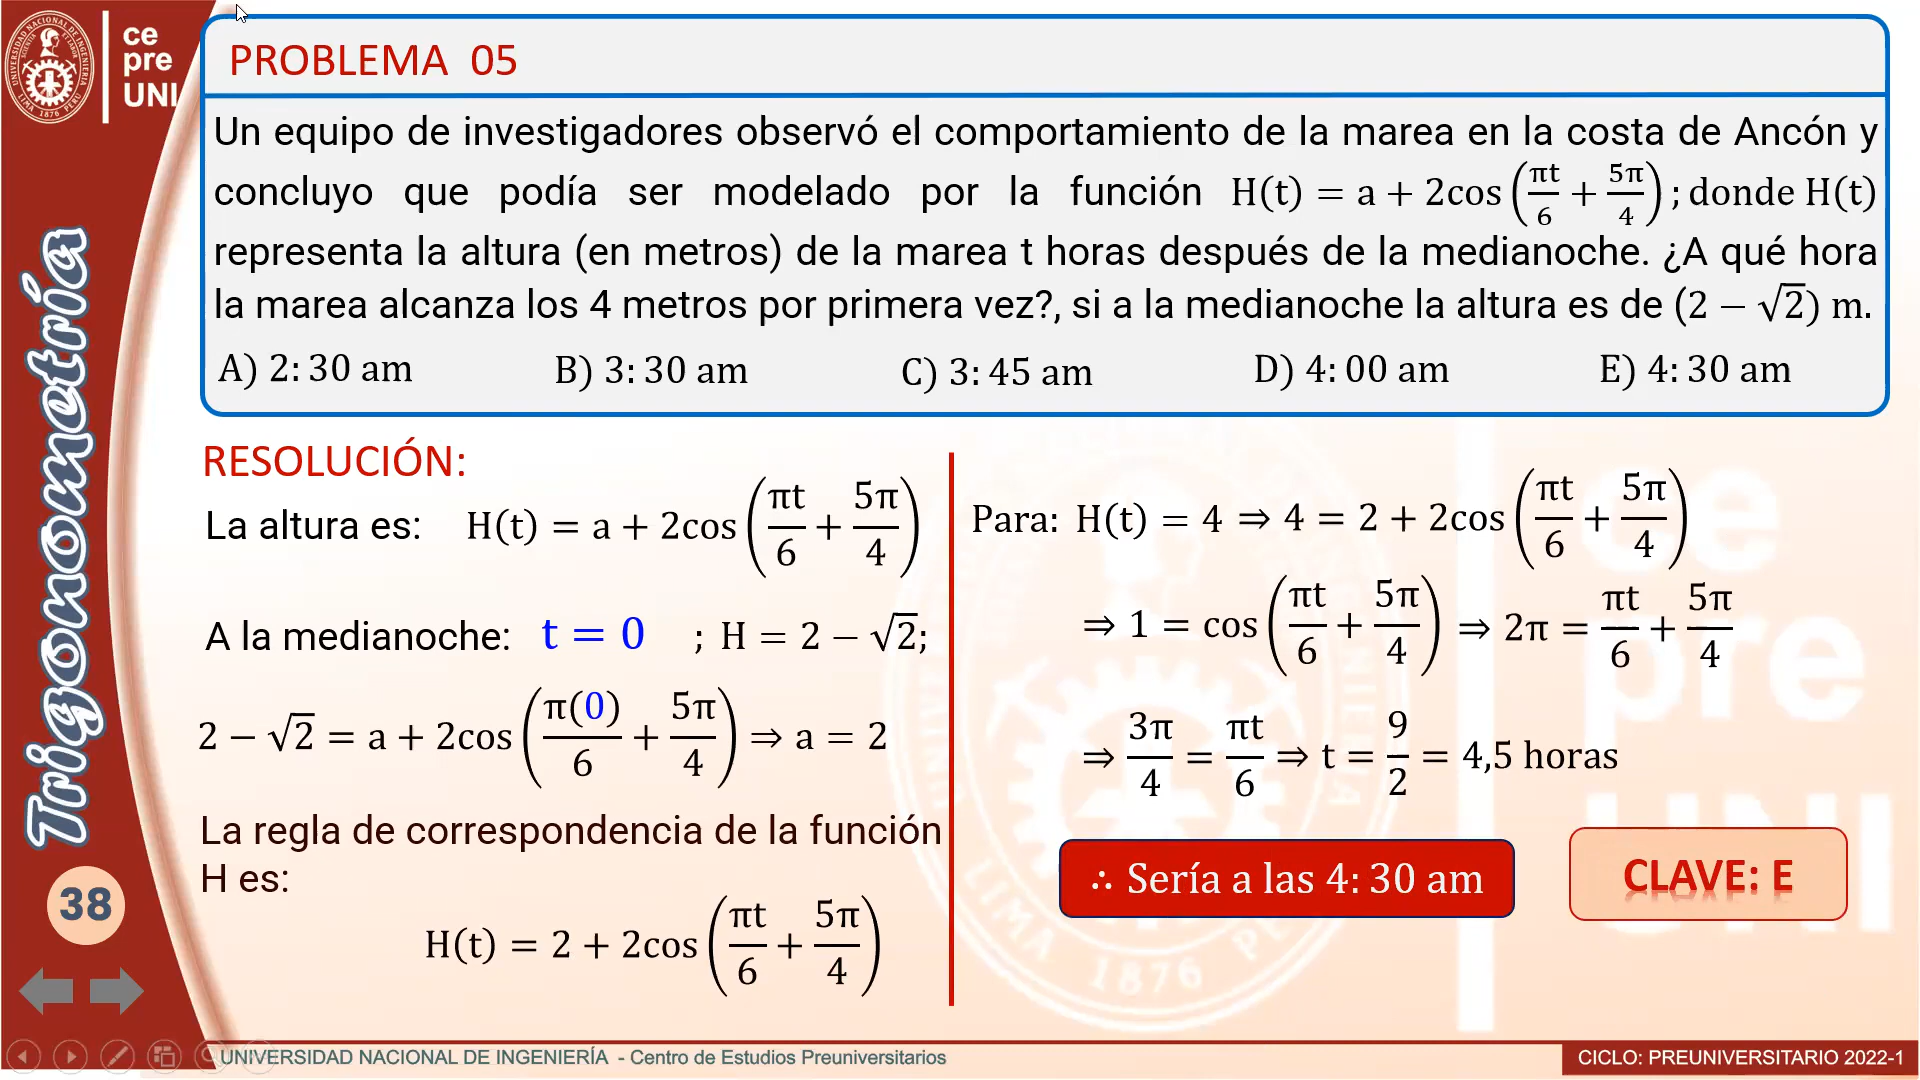 ce
pre
UNI
PROBLEMA 05
Un equipo de investigadores observó el comportamiento de la marea en la costa de Ancón y
concluyo que podía ser modelado por la función H(t) = a + 2cos(πt/6 + 5π/4) ; donde H(t)
representa la altura (en metros) de la marea t horas después de la medianoche. ¿A qué hora
la marea alcanza los 4 metros por primera vez?, si a la medianoche la altura es de (2 − √2) m.
A) 2: 30 am B) 3: 30 am C) 3: 45 am D) 4: 00 am E) 4: 30 am
RESOLUCIÓN:
La altura es: H(t) = a + 2cos(πt/6 + 5π/4)
A la medianoche: t = 0 ; H = 2 − √2;
2 − √2 = a + 2cos(π(0)/6 + 5π/4) ⇒ a = 2
La regla de correspondencia de la función
H es:
H(t) = 2 + 2cos(πt/6 + 5π/4)
Para: H(t) = 4 ⇒ 4 = 2 + 2cos(πt/6 + 5π/4)
⇒ 1 = cos(πt/6 + 5π/4) ⇒ 2π = πt/6 + 5π/4
⇒ 3π/4 = πt/6 ⇒ t = 9/2 = 4,5 horas
∴ Sería a las 4: 30 am
CLAVE: E
Trigonometría
38
UNIVERSIDAD NACIONAL DE INGENIERÍA - Centro de Estudios Preuniversitarios
CICLO: PREUNIVERSITARIO 2022-1